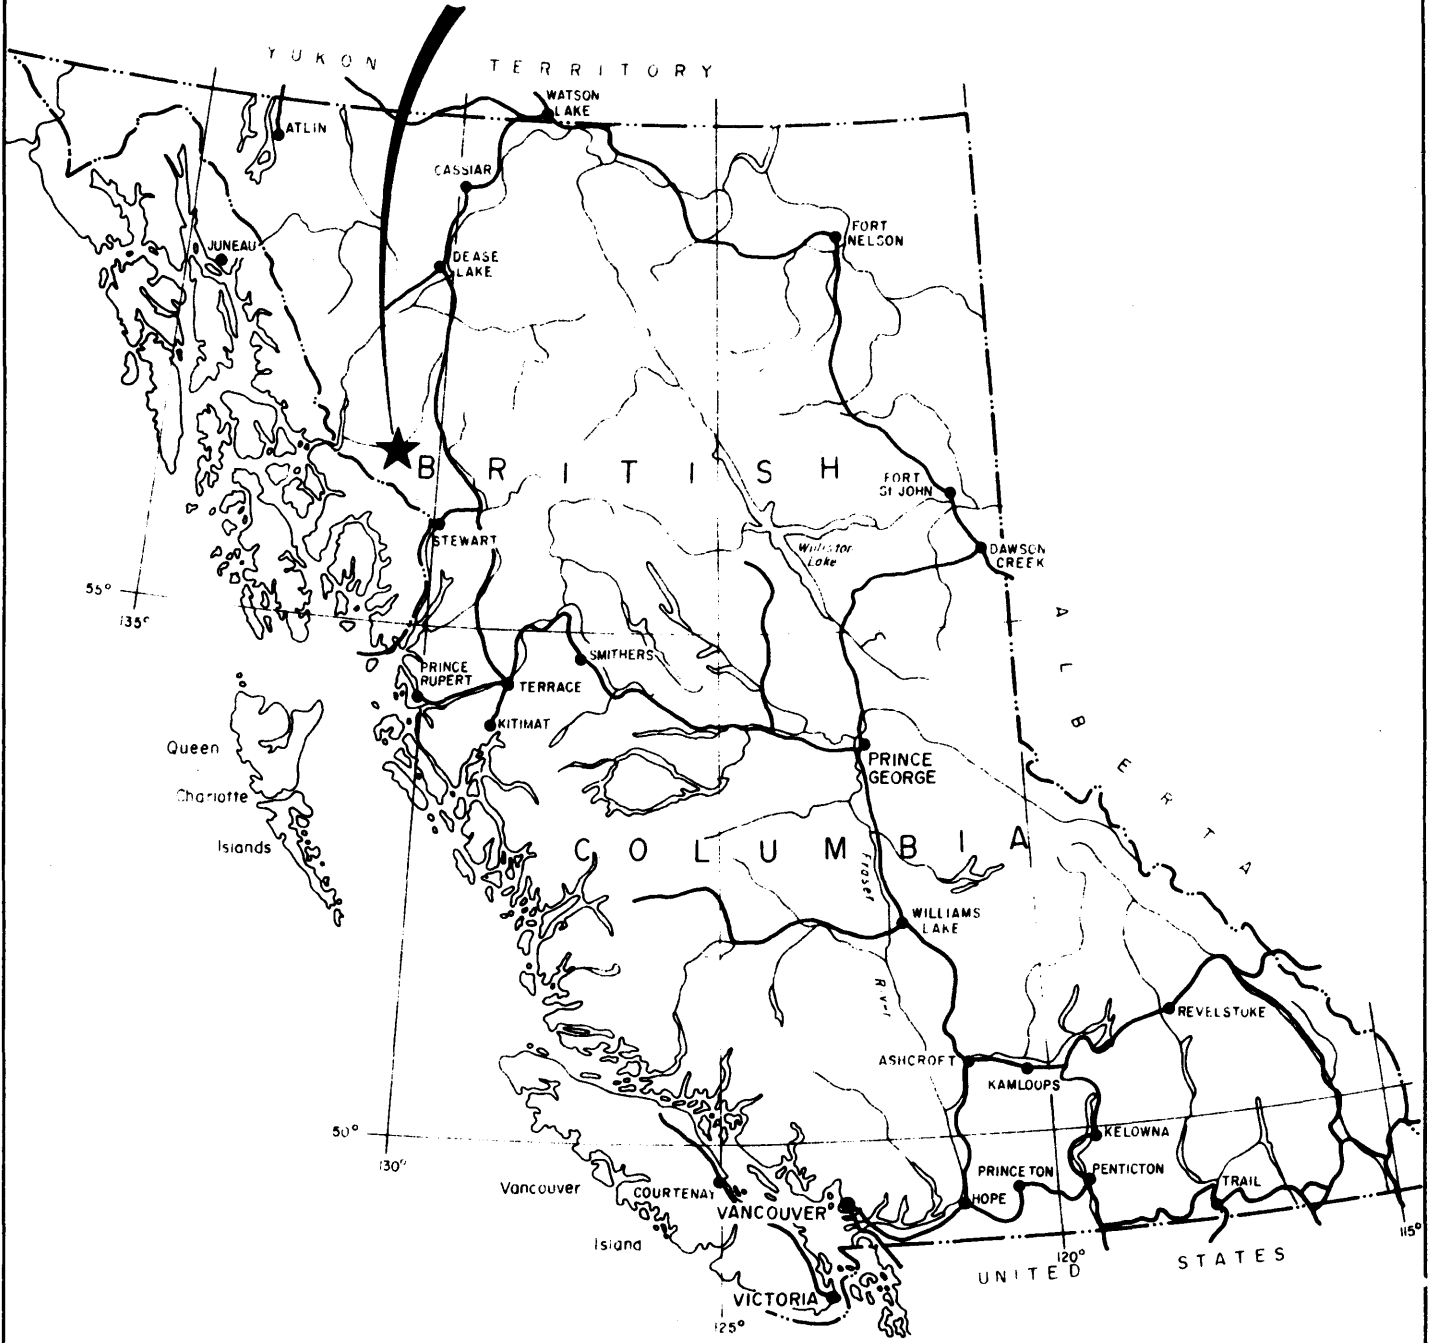 YUKON TERRITORY
WATSON
LAKE
ATLIN
CASSIAR
JUNEAU
DEASE
LAKE
FORT
NELSON
BRITISH
FORT
ST JOHN
STEWART
Williston
Lake
DAWSON
CREEK
55°
135°
ALBERTA
SMITHERS
PRINCE
RUPERT
TERRACE
KITIMAT
Queen
Charlotte
Islands
PRINCE
GEORGE
COLUMBIA
Fraser
River
WILLIAMS
LAKE
REVELSTOKE
ASHCROFT
KAMLOOPS
50°
130°
KELOWNA
PRINCETON
PENTICTON
TRAIL
HOPE
Vancouver
Island
COURTENAY
VANCOUVER
VICTORIA
125°
120°
115°
UNITED STATES